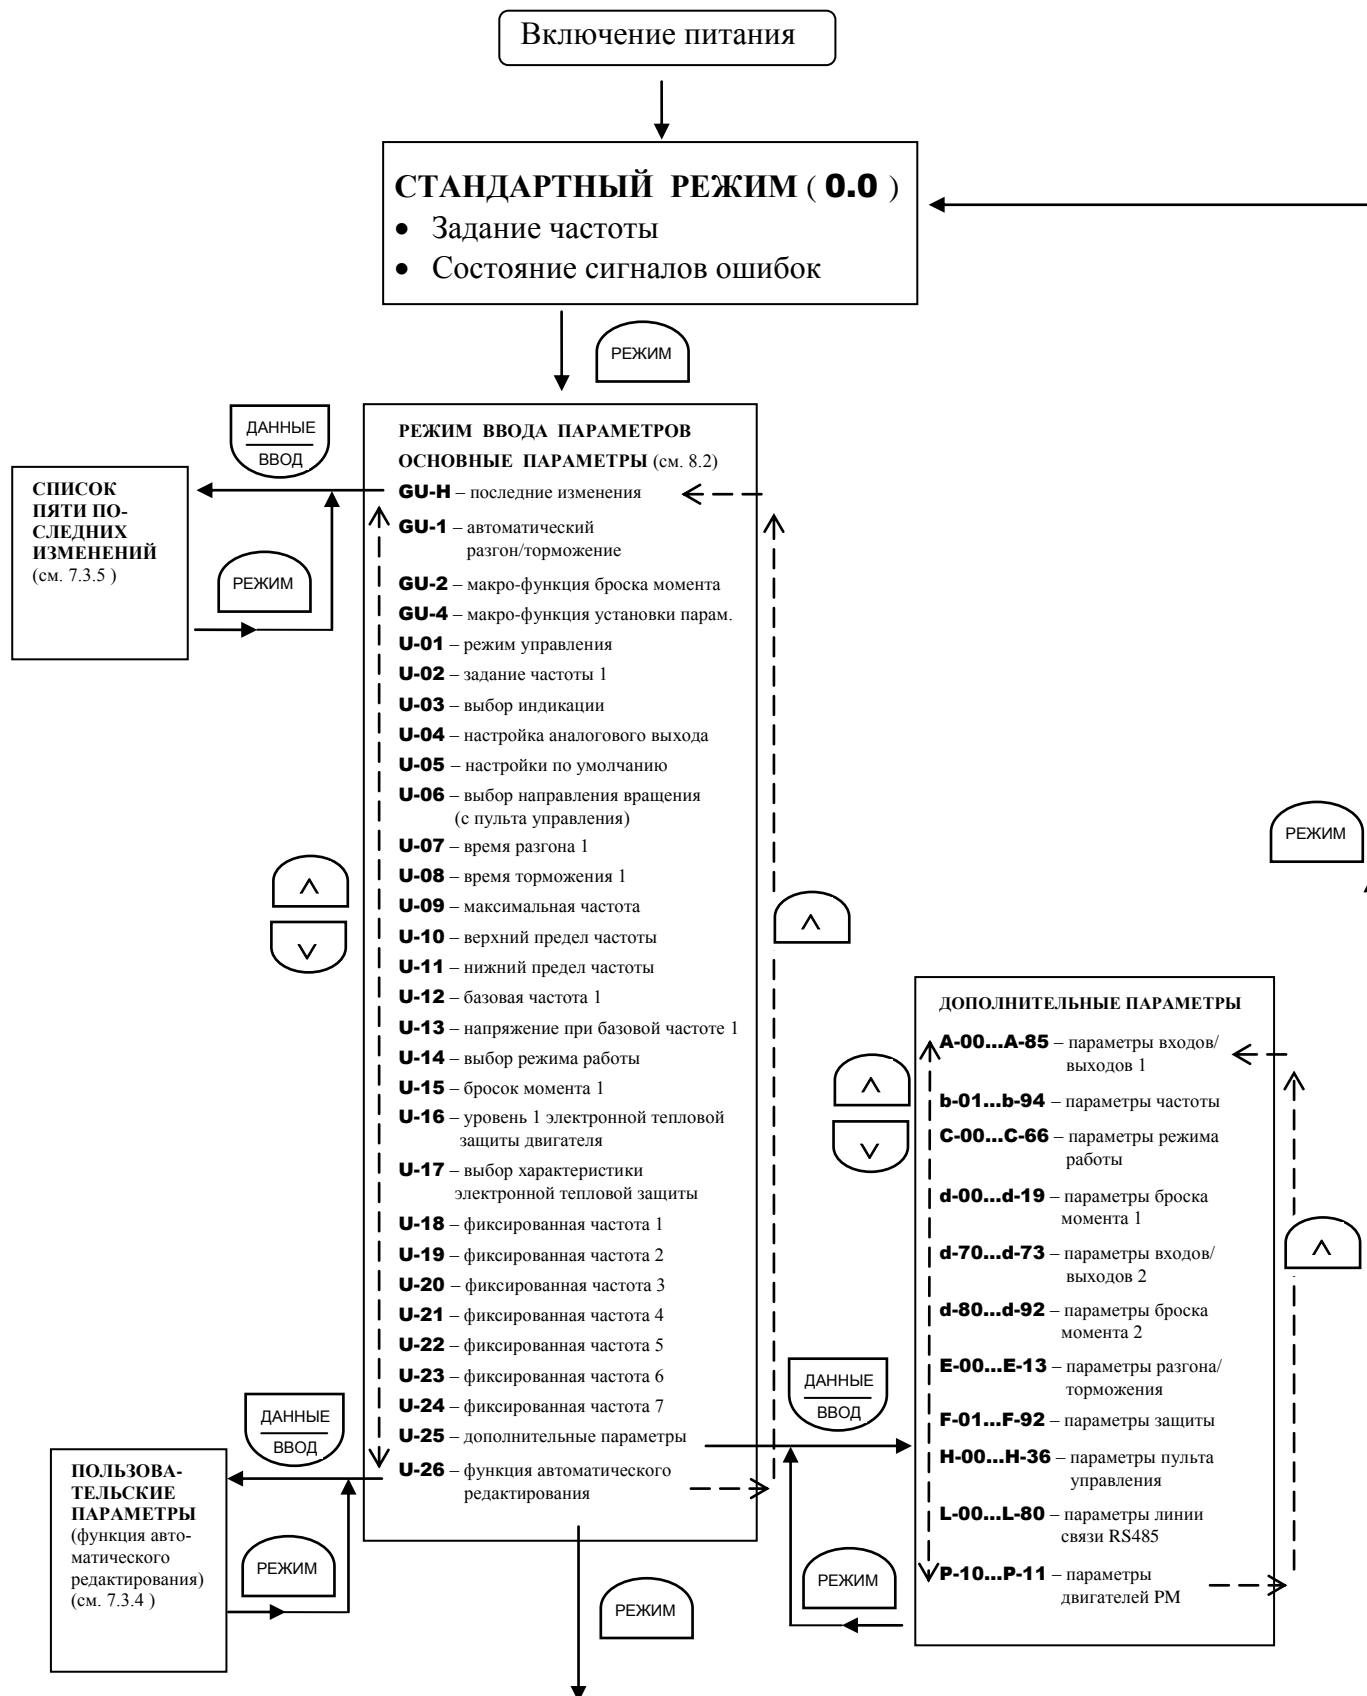 Включение питания
СТАНДАРТНЫЙ РЕЖИМ ( 0.0 )
• Задание частоты
• Состояние сигналов ошибок
РЕЖИМ
ДАННЫЕ
ВВОД
СПИСОК
ПЯТИ ПО-
СЛЕДНИХ
ИЗМЕНЕНИЙ
(см. 7.3.5 )
РЕЖИМ
РЕЖИМ ВВОДА ПАРАМЕТРОВ
ОСНОВНЫЕ ПАРАМЕТРЫ (см. 8.2)
GU-H – последние изменения
GU-1 – автоматический
разгон/торможение
GU-2 – макро-функция броска момента
GU-4 – макро-функция установки парам.
U-01 – режим управления
U-02 – задание частоты 1
U-03 – выбор индикации
U-04 – настройка аналогового выхода
U-05 – настройки по умолчанию
U-06 – выбор направления вращения
(с пульта управления)
U-07 – время разгона 1
U-08 – время торможения 1
U-09 – максимальная частота
U-10 – верхний предел частоты
U-11 – нижний предел частоты
U-12 – базовая частота 1
U-13 – напряжение при базовой частоте 1
U-14 – выбор режима работы
U-15 – бросок момента 1
U-16 – уровень 1 электронной тепловой
защиты двигателя
U-17 – выбор характеристики
электронной тепловой защиты
U-18 – фиксированная частота 1
U-19 – фиксированная частота 2
U-20 – фиксированная частота 3
U-21 – фиксированная частота 4
U-22 – фиксированная частота 5
U-23 – фиксированная частота 6
U-24 – фиксированная частота 7
U-25 – дополнительные параметры
U-26 – функция автоматического
редактирования
РЕЖИМ
ДАННЫЕ
ВВОД
ПОЛЬЗОВА-
ТЕЛЬСКИЕ
ПАРАМЕТРЫ
(функция авто-
матического
редактирования)
(см. 7.3.4 )
РЕЖИМ
ДАННЫЕ
ВВОД
РЕЖИМ
РЕЖИМ
ДОПОЛНИТЕЛЬНЫЕ ПАРАМЕТРЫ
A-00...A-85 – параметры входов/
выходов 1
b-01...b-94 – параметры частоты
C-00...C-66 – параметры режима
работы
d-00...d-19 – параметры броска
момента 1
d-70...d-73 – параметры входов/
выходов 2
d-80...d-92 – параметры броска
момента 2
E-00...E-13 – параметры разгона/
торможения
F-01...F-92 – параметры защиты
H-00...H-36 – параметры пульта
управления
L-00...L-80 – параметры линии
связи RS485
P-10...P-11 – параметры
двигателей PM